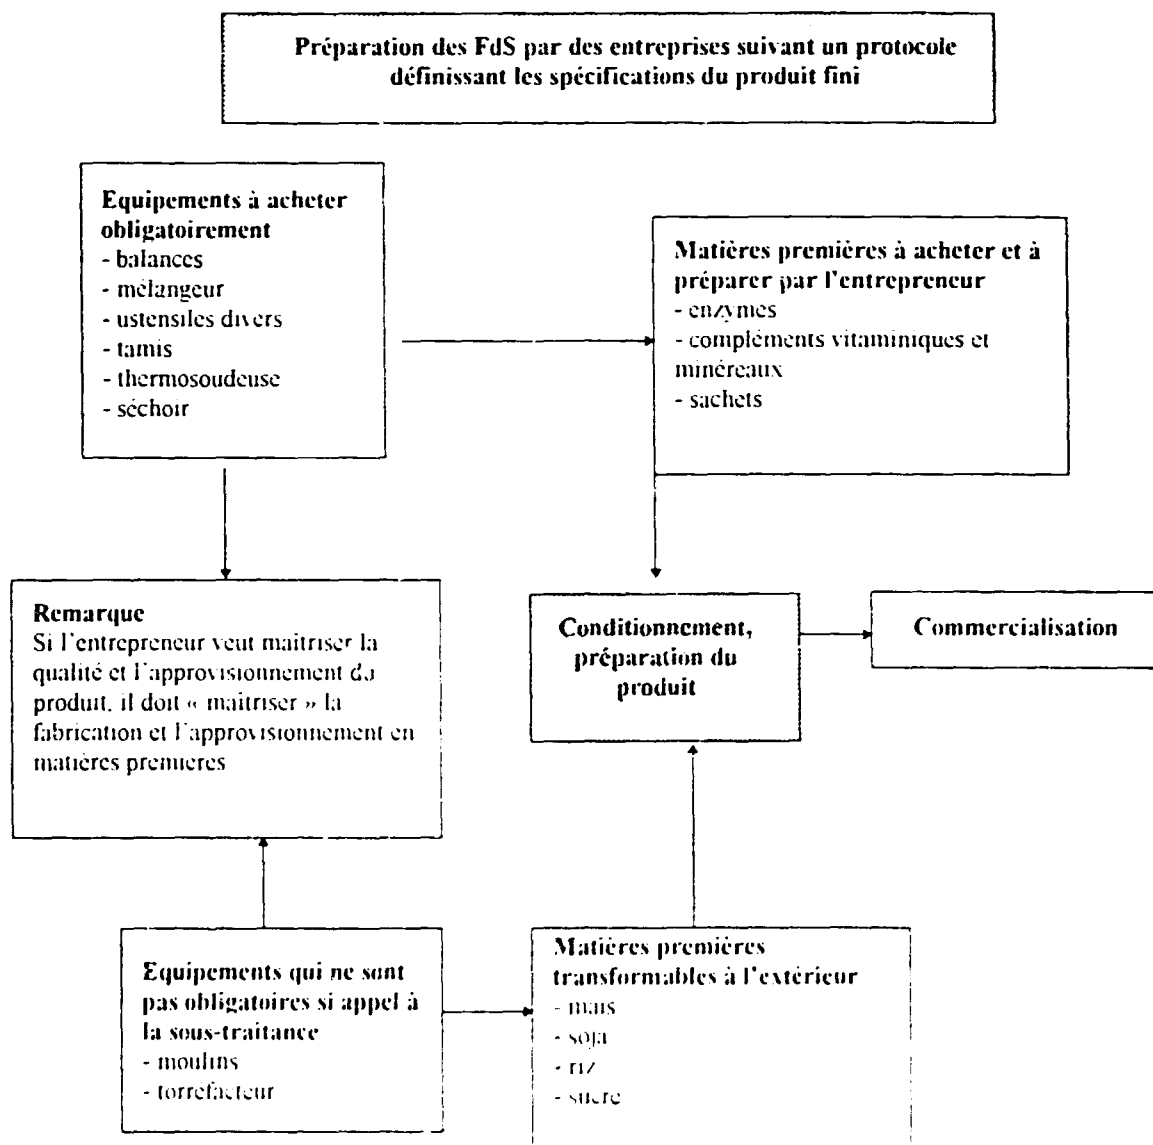 Préparation des FdS par des entreprises suivant un protocole
définissant les spécifications du produit fini
Equipements à acheter
obligatoirement
- balances
- mélangeur
- ustensiles divers
- tamis
- thermosoudeuse
- séchoir
Matières premières à acheter et à
préparer par l'entrepreneur
- enzymes
- compléments vitaminiques et
minéreaux
- sachets
Remarque
Si l'entrepreneur veut maitriser la
qualité et l'approvisionnement du
produit, il doit « maitriser » la
fabrication et l'approvisionnement en
matières premieres
Conditionnement,
préparation du
produit
Commercialisation
Equipements qui ne sont
pas obligatoires si appel à
la sous-traitance
- moulins
- torréfacteur
Matières premières
transformables à l'extérieur
- mais
- soja
- riz
- sucre